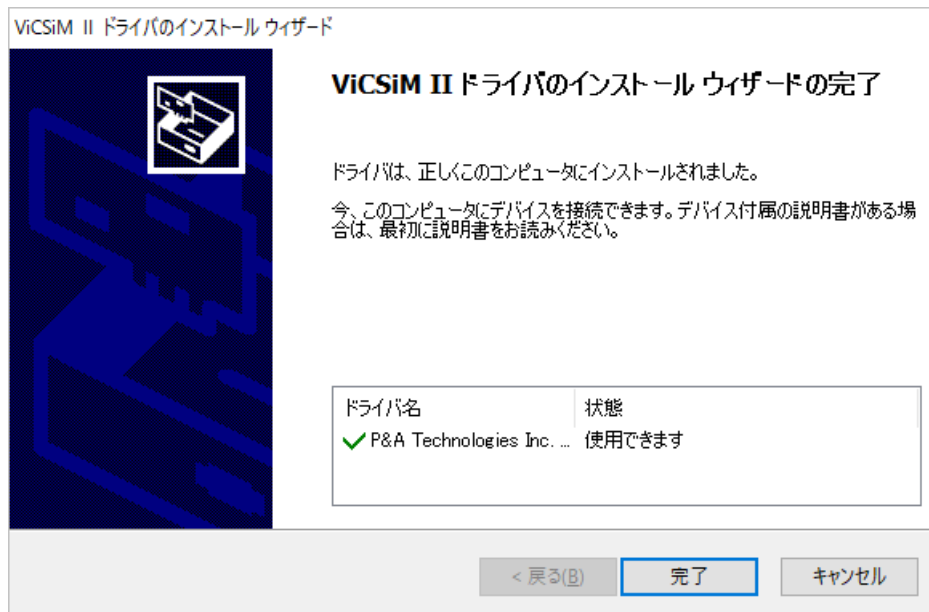 ViCSiM II ドライバのインストール ウィザード
ViCSiM II ドライバのインストール ウィザードの完了
ドライバは、正しくこのコンピュータにインストールされました。
今、このコンピュータにデバイスを接続できます。デバイス付属の説明書がある場
合は、最初に説明書をお読みください。
ドライバ名 状態
P&A Technologies Inc. ... 使用できます
< 戻る(B) 完了 キャンセル